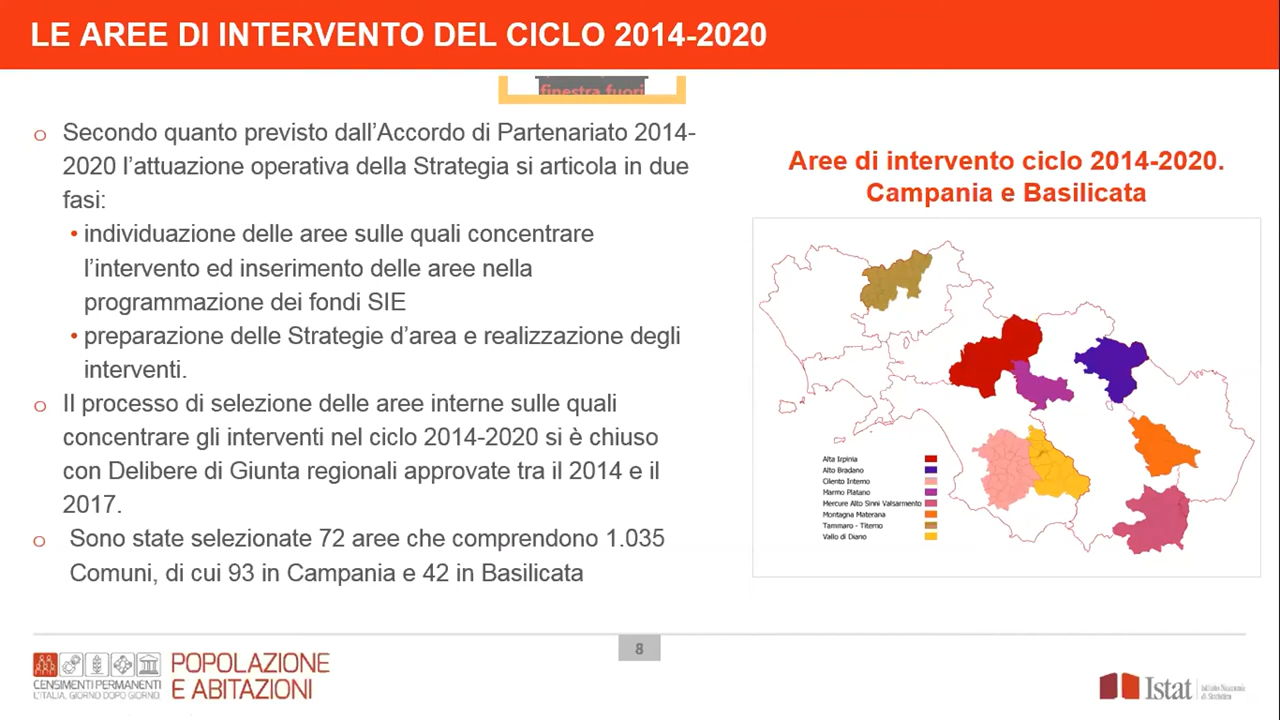 LE AREE DI INTERVENTO DEL CICLO 2014-2020
finestra fuori
o Secondo quanto previsto dall'Accordo di Partenariato 2014-
2020 l'attuazione operativa della Strategia si articola in due
fasi:
• individuazione delle aree sulle quali concentrare
l'intervento ed inserimento delle aree nella
programmazione dei fondi SIE
• preparazione delle Strategie d'area e realizzazione degli
interventi.
o Il processo di selezione delle aree interne sulle quali
concentrare gli interventi nel ciclo 2014-2020 si è chiuso
con Delibere di Giunta regionali approvate tra il 2014 e il
2017.
o Sono state selezionate 72 aree che comprendono 1.035
Comuni, di cui 93 in Campania e 42 in Basilicata
Aree di intervento ciclo 2014-2020.
Campania e Basilicata
Alta Irpinia
Alto Bradano
Cilento Interno
Marmo Platano
Mercure Alto Sinni Valsarmento
Montagna Materana
Tammaro - Titerno
Vallo di Diano
CENSIMENTI PERMANENTI
L'ITALIA, GIORNO DOPO GIORNO
POPOLAZIONE
E ABITAZIONI
8
Istat
Istituto Nazionale
di Statistica